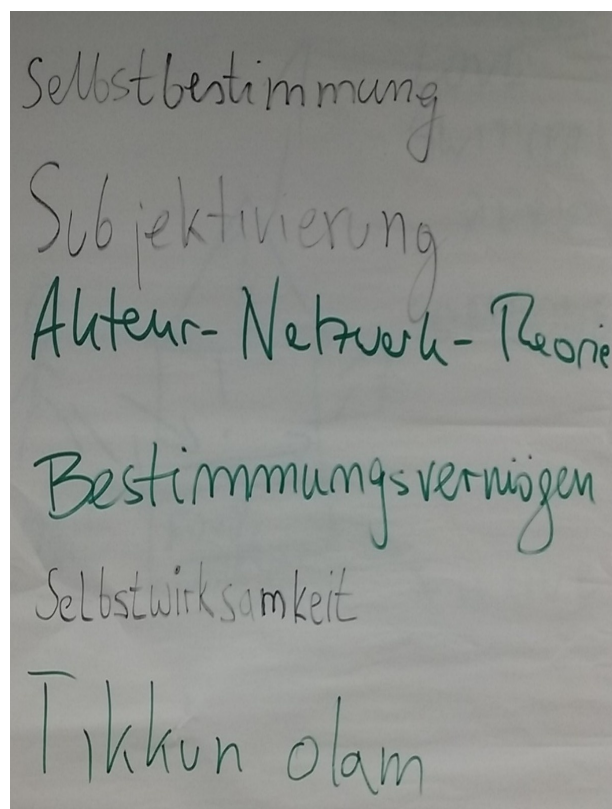 Selbstbestimmung
Subjektivierung
Akteur-Netzwerk-Theorie
Bestimmungsvermögen
Selbstwirksamkeit
Tikkun olam